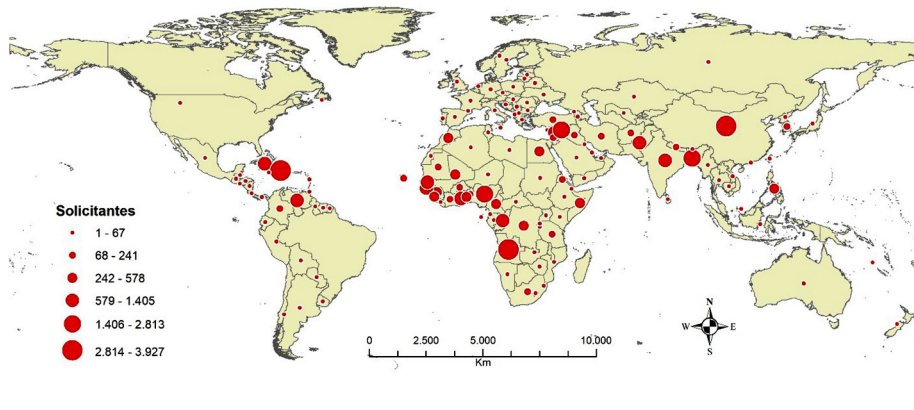 Solicitantes
1 - 67
68 - 241
242 - 578
579 - 1.405
1.406 - 2.813
2.814 - 3.927
0 2.500 5.000 10.000
Km
N
W E
S